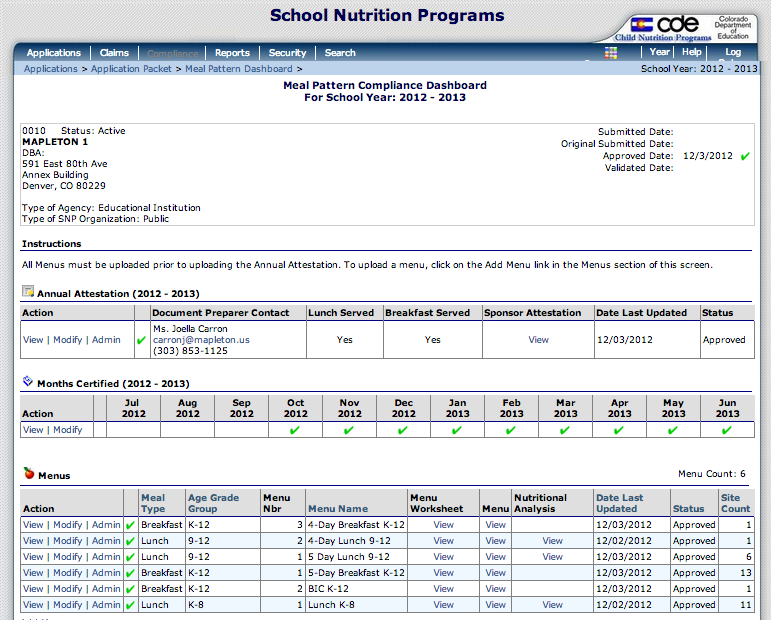 School Nutrition Programs
cde
Child Nutrition Programs
Colorado
Department
of
Education
Applications | Claims | Compliance | Reports | Security | Search
Year | Help | Log
Applications > Application Packet > Meal Pattern Dashboard >
School Year: 2012 - 2013
Meal Pattern Compliance Dashboard
For School Year: 2012 - 2013
0010 Status: Active
MAPLETON 1
DBA:
591 East 80th Ave
Annex Building
Denver, CO 80229
Type of Agency: Educational Institution
Type of SNP Organization: Public
Submitted Date:
Original Submitted Date:
Approved Date: 12/3/2012 ✔
Validated Date:
Instructions
All Menus must be uploaded prior to uploading the Annual Attestation. To upload a menu, click on the Add Menu link in the Menus section of this screen.
Annual Attestation (2012 - 2013)
Action Document Preparer Contact Lunch Served Breakfast Served Sponsor Attestation Date Last Updated Status
View | Modify | Admin ✔ Ms. Joella Carron Yes Yes View 12/03/2012 Approved
carronj@mapleton.us
(303) 853-1125
Months Certified (2012 - 2013)
Jul Aug Sep Oct Nov Dec Jan Feb Mar Apr May Jun
Action 2012 2012 2012 2012 2012 2012 2013 2013 2013 2013 2013 2013
View | Modify ✔ ✔ ✔ ✔ ✔ ✔ ✔ ✔ ✔
Menus
Menu Count: 6
Meal Age Grade Menu Menu Nutritional Date Last Site
Action Type Group Nbr Menu Name Worksheet Menu Analysis Updated Status Count
View | Modify | Admin ✔ Breakfast K-12 3 4-Day Breakfast K-12 View View 12/03/2012 Approved 1
View | Modify | Admin ✔ Lunch 9-12 2 4-Day Lunch 9-12 View View View 12/02/2012 Approved 1
View | Modify | Admin ✔ Lunch 9-12 1 5 Day Lunch 9-12 View View View 12/03/2012 Approved 6
View | Modify | Admin ✔ Breakfast K-12 1 5-Day Breakfast K-12 View View 12/03/2012 Approved 13
View | Modify | Admin ✔ Breakfast K-12 2 BIC K-12 View View 12/03/2012 Approved 1
View | Modify | Admin ✔ Lunch K-8 1 Lunch K-8 View View View 12/02/2012 Approved 11